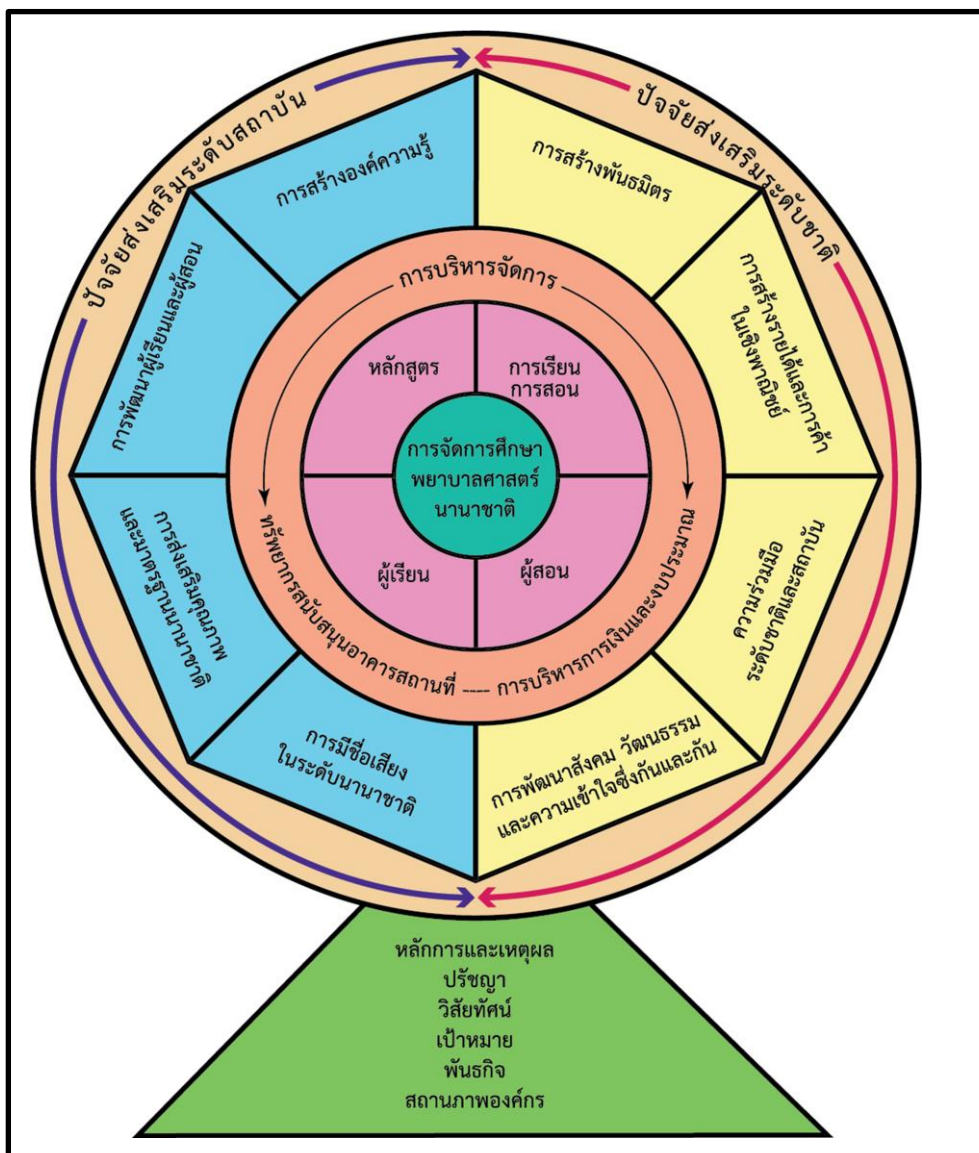 ปัจจัยส่งเสริมระดับสถาบัน
ปัจจัยส่งเสริมระดับชาติ
การสร้างองค์ความรู้
การสร้างพันธมิตร
การพัฒนาผู้เรียนและผู้สอน
การสร้างรายได้และการค้า
ในเชิงพาณิชย์
การบริหารจัดการ
หลักสูตร
การเรียน
การสอน
การจัดการศึกษา
พยาบาลศาสตร์
นานาชาติ
ผู้เรียน
ผู้สอน
ทรัพยากรสนับสนุนอาคารสถานที่ ---- การบริหารการเงินและงบประมาณ
การส่งเสริมคุณภาพ
และมาตรฐานนานาชาติ
ความร่วมมือ
ระดับชาติและสถาบัน
การมีชื่อเสียง
ในระดับนานาชาติ
การพัฒนาสังคม วัฒนธรรม
และความเข้าใจซึ่งกันและกัน
หลักการและเหตุผล
ปรัชญา
วิสัยทัศน์
เป้าหมาย
พันธกิจ
สถานภาพองค์กร